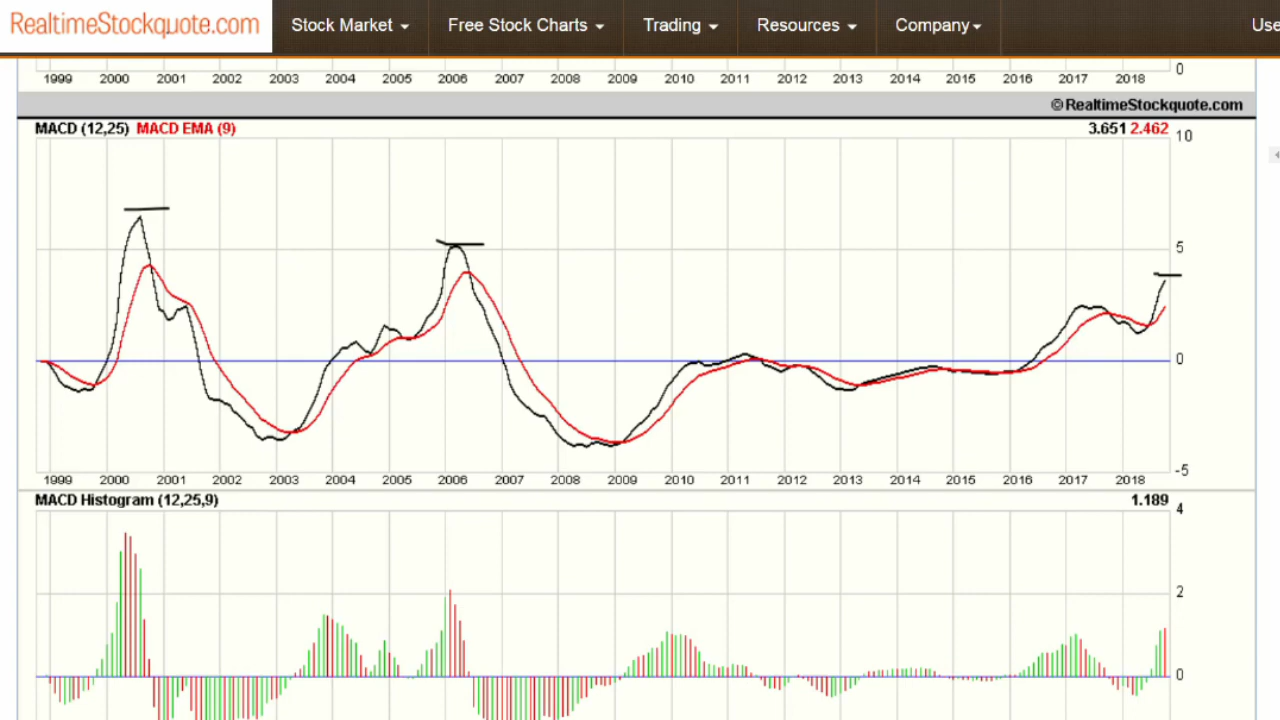 RealtimeStockquote.com Stock Market Free Stock Charts Trading Resources Company Use
0
1999 2000 2001 2002 2003 2004 2005 2006 2007 2008 2009 2010 2011 2012 2013 2014 2015 2016 2017 2018
©RealtimeStockquote.com
MACD (12,25) MACD EMA (9) 3.651 2.462
10
5
0
-5
1999 2000 2001 2002 2003 2004 2005 2006 2007 2008 2009 2010 2011 2012 2013 2014 2015 2016 2017 2018
MACD Histogram (12,25,9) 1.189
4
2
0